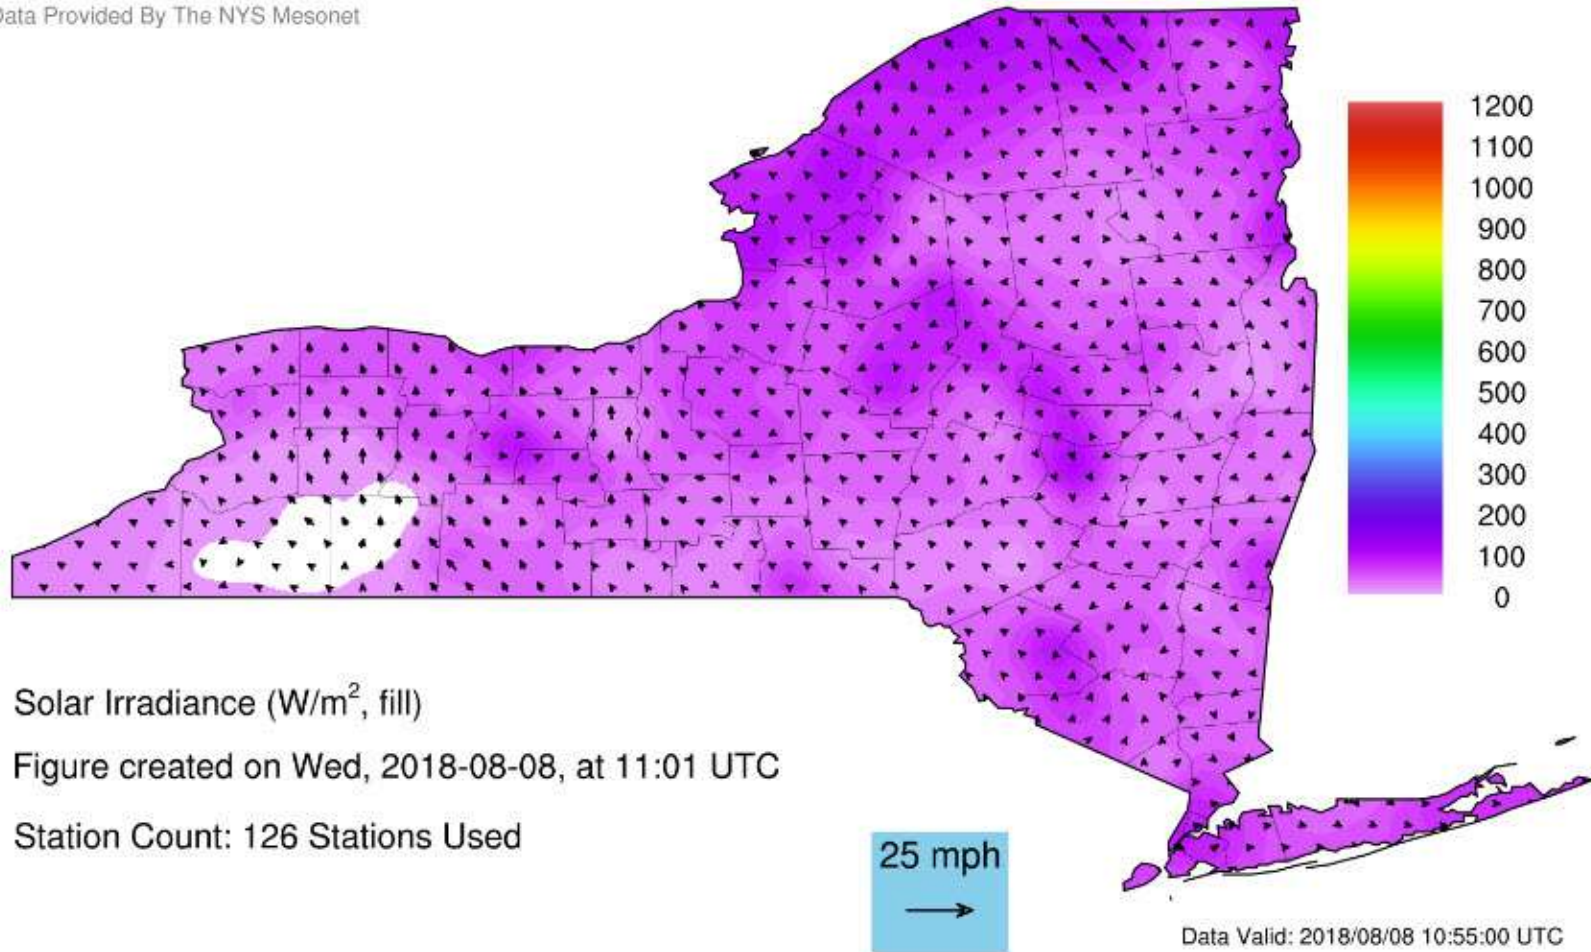 Data Provided By The NYS Mesonet
1200
1100
1000
900
800
700
600
500
400
300
200
100
0
Solar Irradiance (W/m², fill)
Figure created on Wed, 2018-08-08, at 11:01 UTC
Station Count: 126 Stations Used
25 mph
Data Valid: 2018/08/08 10:55:00 UTC